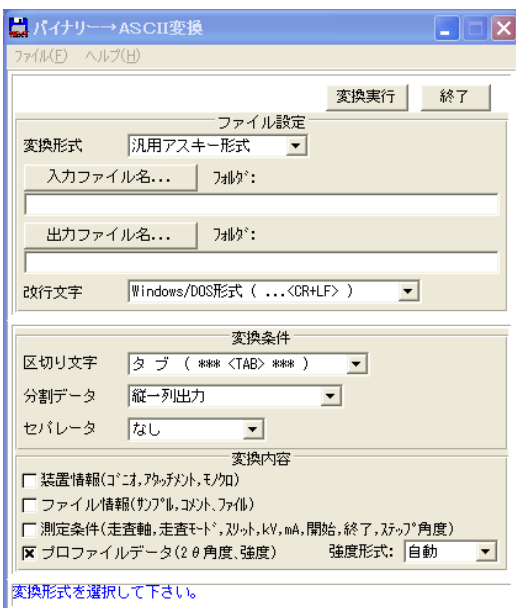 バイナリー→ASCII変換
ファイル(F) ヘルプ(H)
変換実行 終了
ファイル設定
変換形式 汎用アスキー形式
入力ファイル名... ﾌｫﾙﾀﾞ:
出力ファイル名... ﾌｫﾙﾀﾞ:
改行文字 Windows/DOS形式 ( ...<CR+LF> )
変換条件
区切り文字 タ ブ ( *** <TAB> *** )
分割データ 縦一列出力
セパレータ なし
変換内容
装置情報(ｺﾞﾆｵ,ｱﾀｯﾁﾒﾝﾄ,ﾓﾉｸﾛ)
ファイル情報(ｻﾝﾌﾟﾙ,ｺﾒﾝﾄ,ﾌｧｲﾙ)
測定条件(走査軸,走査ﾓｰﾄﾞ,ｽﾘｯﾄ,kV,mA,開始,終了,ｽﾃｯﾌﾟ角度)
プロファイルデータ(2θ角度、強度) 強度形式: 自動
変換形式を選択して下さい。